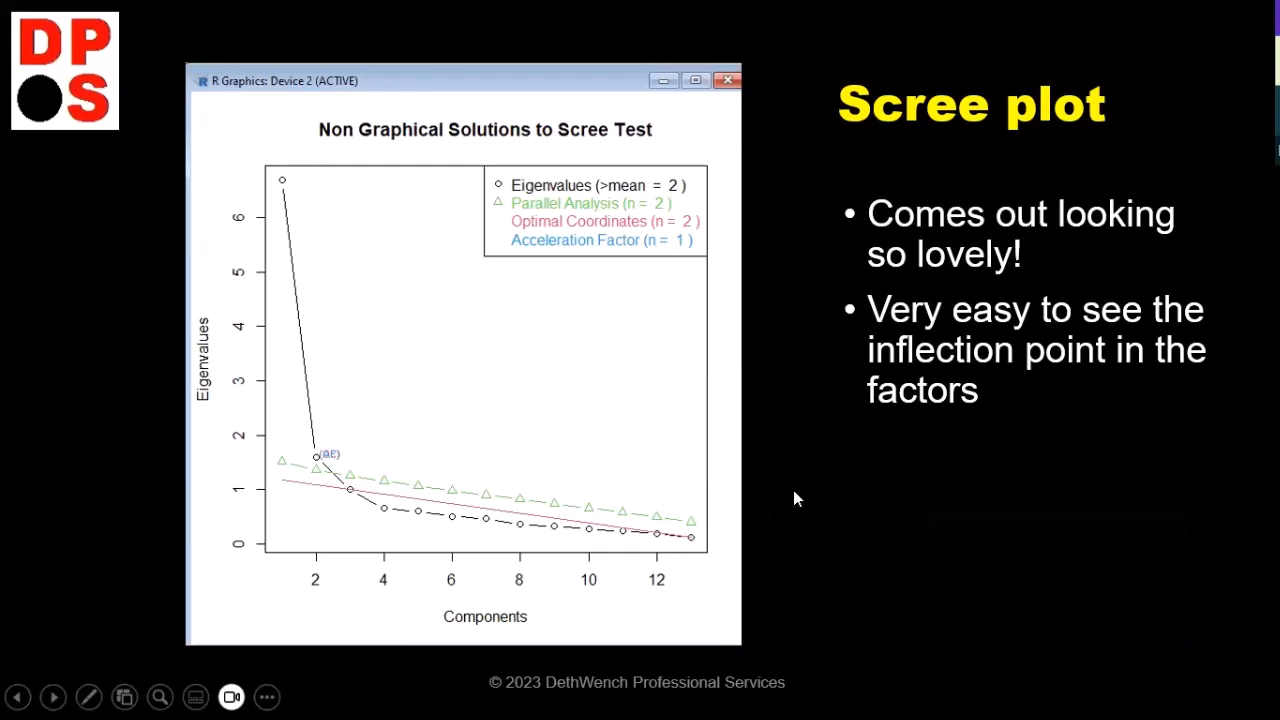 DP
S
R Graphics: Device 2 (ACTIVE)
Non Graphical Solutions to Scree Test
Eigenvalues (>mean = 2 )
Parallel Analysis (n = 2 )
Optimal Coordinates (n = 2 )
Acceleration Factor (n = 1 )
Eigenvalues
6
5
4
3
2
1
0
2 4 6 8 10 12
Components
Scree plot
• Comes out looking
so lovely!
• Very easy to see the
inflection point in the
factors
© 2023 DethWench Professional Services